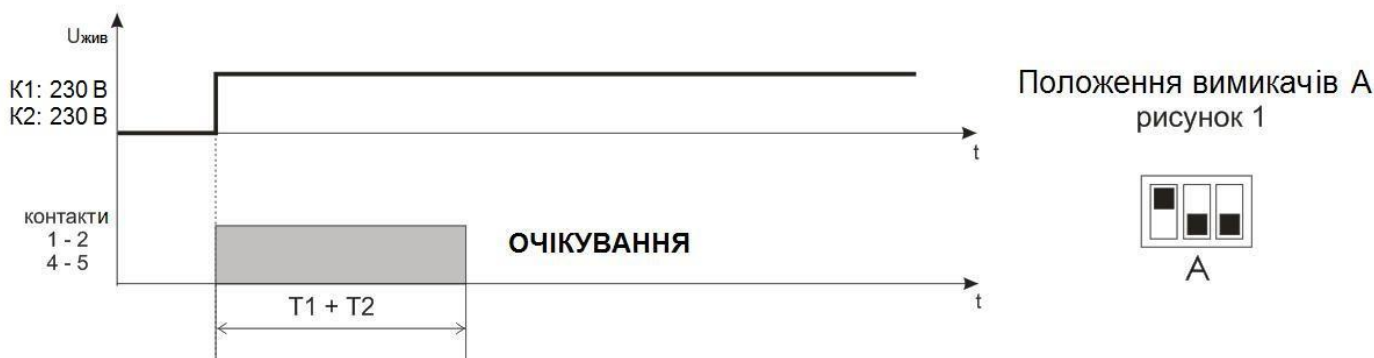 Uжив
К1: 230 В
К2: 230 В
t
контакти
1 - 2
4 - 5
ОЧІКУВАННЯ
t
T1 + T2
Положення вимикачів А
рисунок 1
А